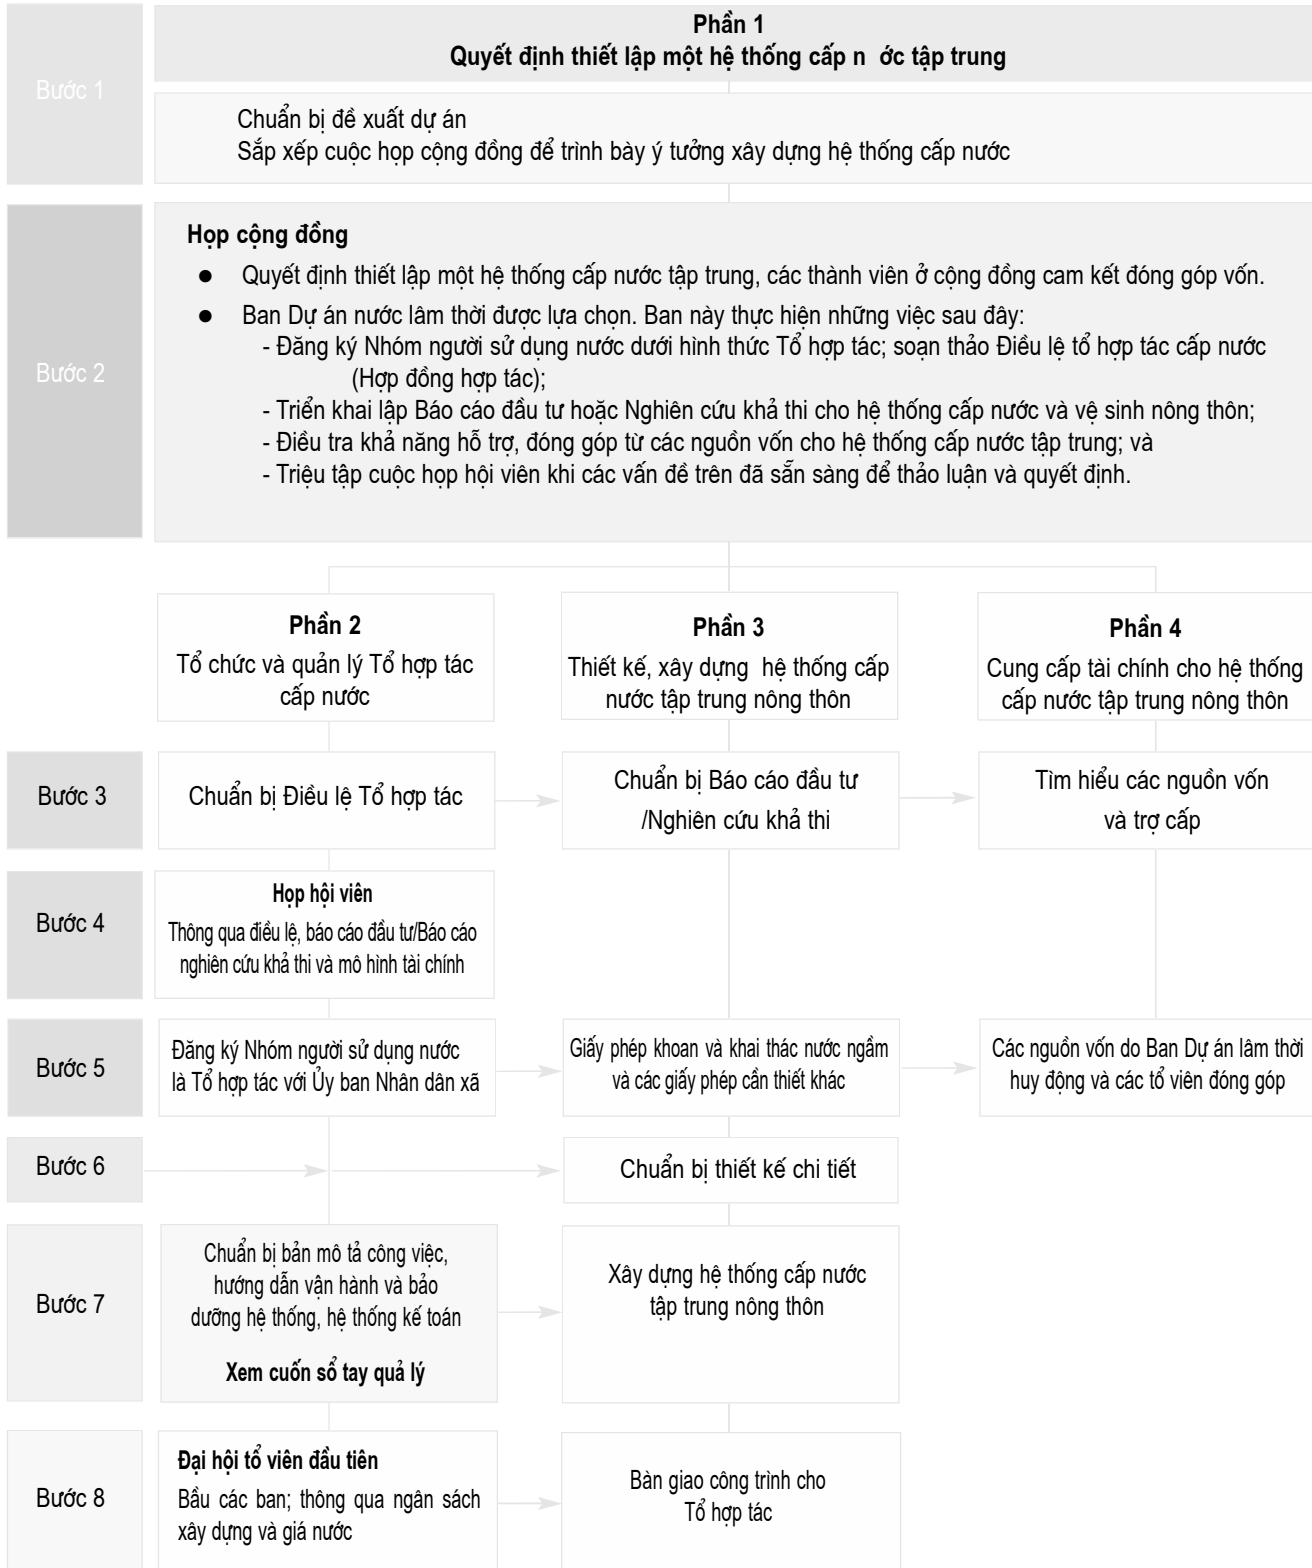 Phần 1
Quyết định thiết lập một hệ thống cấp n ớc tập trung
Bước 1
Chuẩn bị đề xuất dự án
Sắp xếp cuộc họp cộng đồng để trình bày ý tưởng xây dựng hệ thống cấp nước
Bước 2
Họp cộng đồng
● Quyết định thiết lập một hệ thống cấp nước tập trung, các thành viên ở cộng đồng cam kết đóng góp vốn.
● Ban Dự án nước lâm thời được lựa chọn. Ban này thực hiện những việc sau đây:
- Đăng ký Nhóm người sử dụng nước dưới hình thức Tổ hợp tác; soạn thảo Điều lệ tổ hợp tác cấp nước
(Hợp đồng hợp tác);
- Triển khai lập Báo cáo đầu tư hoặc Nghiên cứu khả thi cho hệ thống cấp nước và vệ sinh nông thôn;
- Điều tra khả năng hỗ trợ, đóng góp từ các nguồn vốn cho hệ thống cấp nước tập trung; và
- Triệu tập cuộc họp hội viên khi các vấn đề trên đã sẵn sàng để thảo luận và quyết định.
Phần 2
Tổ chức và quản lý Tổ hợp tác
cấp nước
Phần 3
Thiết kế, xây dựng hệ thống cấp
nước tập trung nông thôn
Phần 4
Cung cấp tài chính cho hệ thống
cấp nước tập trung nông thôn
Bước 3
Chuẩn bị Điều lệ Tổ hợp tác
Chuẩn bị Báo cáo đầu tư
/Nghiên cứu khả thi
Tìm hiểu các nguồn vốn
và trợ cấp
Bước 4
Họp hội viên
Thông qua điều lệ, báo cáo đầu tư/Báo cáo
nghiên cứu khả thi và mô hình tài chính
Bước 5
Đăng ký Nhóm người sử dụng nước
là Tổ hợp tác với Ủy ban Nhân dân xã
Giấy phép khoan và khai thác nước ngầm
và các giấy phép cần thiết khác
Các nguồn vốn do Ban Dự án lâm thời
huy động và các tổ viên đóng góp
Bước 6
Chuẩn bị thiết kế chi tiết
Bước 7
Chuẩn bị bản mô tả công việc,
hướng dẫn vận hành và bảo
dưỡng hệ thống, hệ thống kế toán
Xem cuốn sổ tay quả lý
Xây dựng hệ thống cấp nước
tập trung nông thôn
Bước 8
Đại hội tổ viên đầu tiên
Bầu các ban; thông qua ngân sách
xây dựng và giá nước
Bàn giao công trình cho
Tổ hợp tác